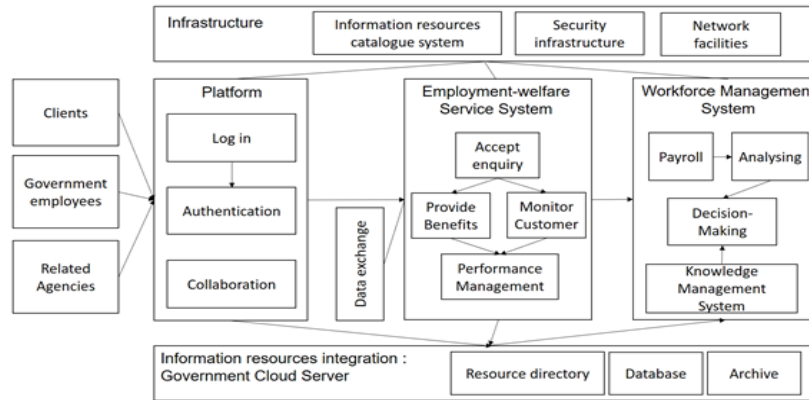 Infrastructure
Information resources
catalogue system
Security
infrastructure
Network
facilities
Clients
Government
employees
Related
Agencies
Platform
Log in
Authentication
Collaboration
Data exchange
Employment-welfare
Service System
Accept
enquiry
Provide
Benefits
Monitor
Customer
Performance
Management
Workforce Management
System
Payroll
Analysing
Decision-
Making
Knowledge
Management
System
Information resources integration :
Government Cloud Server
Resource directory
Database
Archive